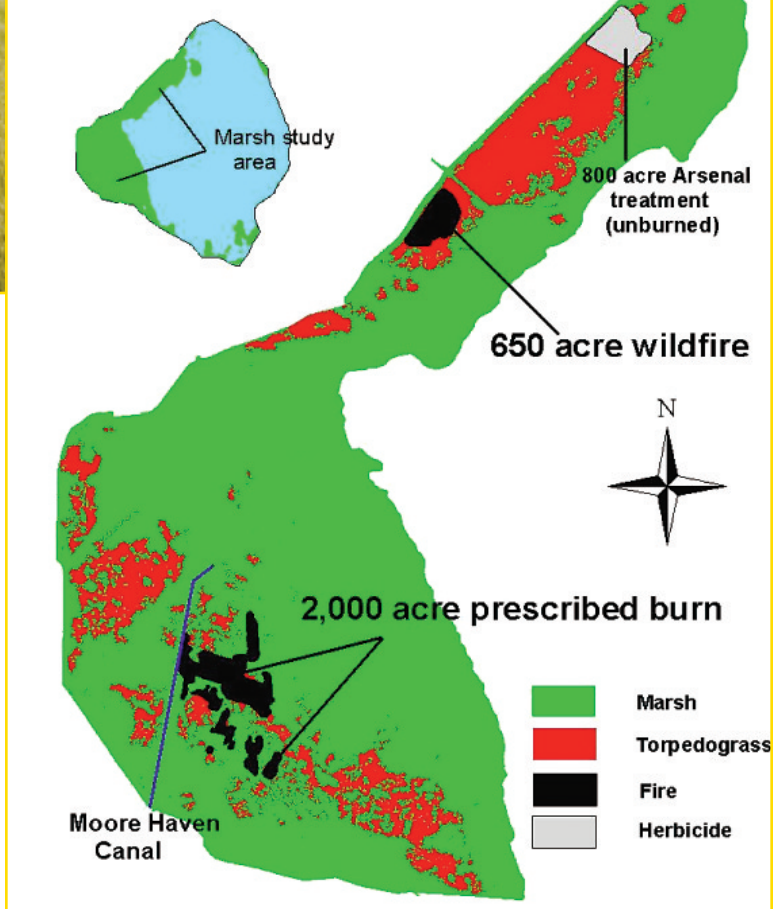 Marsh study
area
800 acre Arsenal
treatment
(unburned)
650 acre wildfire
N
2,000 acre prescribed burn
Marsh
Torpedograss
Fire
Herbicide
Moore Haven
Canal